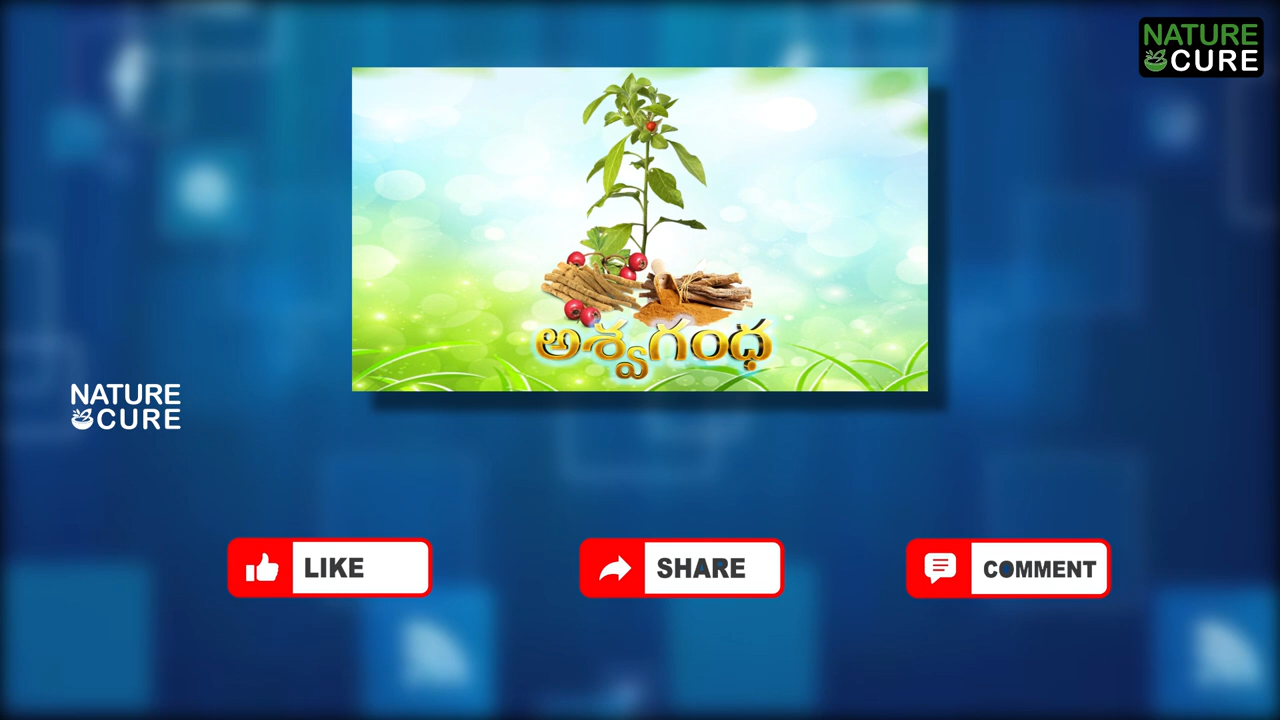 NATURE
CURE
అశ్వగంధ
NATURE
CURE
LIKE
SHARE
COMMENT